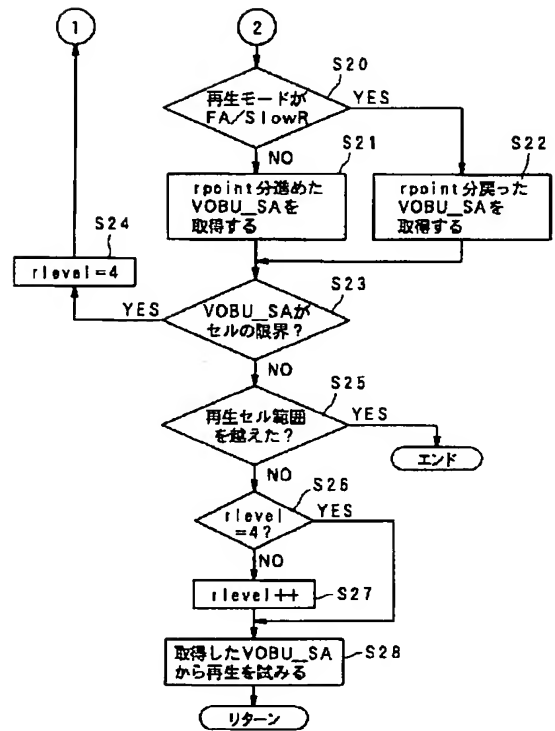 1
2
S20
再生モードが
FA/SlowR
YES
NO
S21
rpoint分進めた
VOBU_SAを
取得する
S22
rpoint分戻った
VOBU_SAを
取得する
S24
rlevel=4
S23
YES
VOBU_SAが
セルの限界?
NO
S25
再生セル範囲
を越えた?
YES
エンド
NO
S26
rlevel
=4?
YES
NO
rlevel++
S27
取得したVOBU_SA
から再生を試みる
S28
リターン